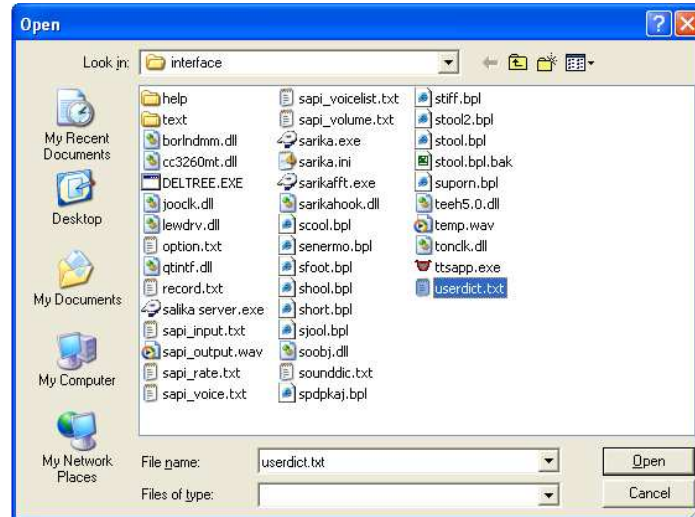 Open
Look in:
interface
My Recent
Documents
Desktop
My Documents
My Computer
My Network
Places
help
text
borlndmm.dll
cc3260mt.dll
DELTREE.EXE
jooclk.dll
lewdrv.dll
option.txt
qtintf.dll
record.txt
salika server.exe
sapi_input.txt
sapi_output.wav
sapi_rate.txt
sapi_voice.txt
sapi_voicelist.txt
sapi_volume.txt
sarika.exe
sarika.ini
sarikafft.exe
sarikahook.dll
scool.bpl
senermo.bpl
sfoot.bpl
shool.bpl
short.bpl
sjool.bpl
soobj.dll
sounddic.txt
spdpkaj.bpl
stiff.bpl
stool2.bpl
stool.bpl
stool.bpl.bak
suporn.bpl
teeh5.0.dll
temp.wav
tonclk.dll
ttsapp.exe
userdict.txt
File name:
userdict.txt
Open
Files of type:
Cancel